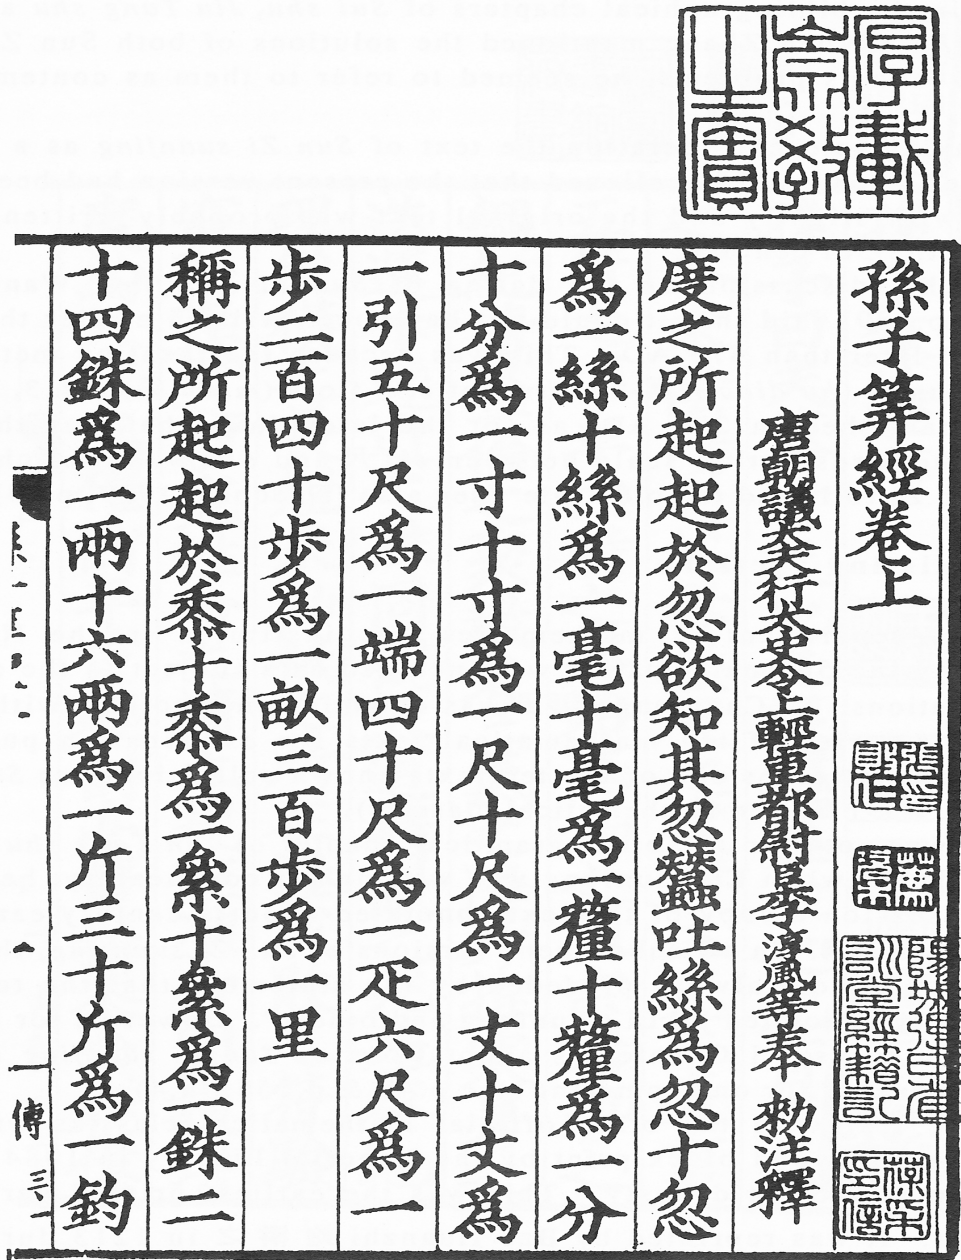 孫子筭經卷上
唐朝議大夫行太史令上輕車都尉臣李淳風等奉 勑注釋
度之所起起於忽欲知其忽蠶吐絲為忽十忽
爲一絲十絲爲一毫十毫爲一釐十釐爲一分
十分爲一寸十寸爲一尺十尺爲一丈十丈爲
一引五十尺爲一端四十尺爲一疋六尺爲一
步二百四十步爲一畝三百步爲一里
稱之所起起於黍十黍爲一絫十絫爲一銖二
十四銖爲一兩十六兩爲一斤三十斤爲一鈞